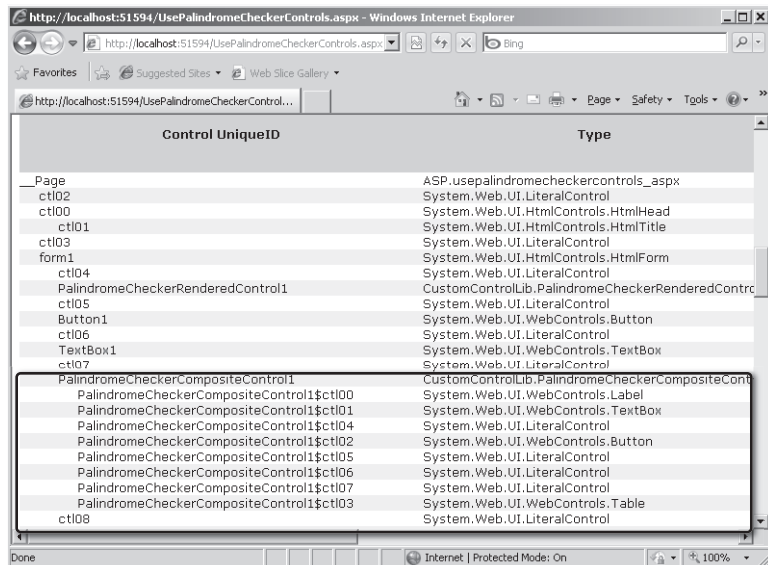 http://localhost:51594/UsePalindromeCheckerControls.aspx - Windows Internet Explorer
http://localhost:51594/UsePalindromeCheckerControls.aspx Bing
Favorites Suggested Sites Web Slice Gallery
http://localhost:51594/UsePalindromeCheckerControl... Page Safety Tools »
Control UniqueID Type
__Page ASP.usepalindromecheckercontrols_aspx
ctl02 System.Web.UI.LiteralControl
ctl00 System.Web.UI.HtmlControls.HtmlHead
ctl01 System.Web.UI.HtmlControls.HtmlTitle
ctl03 System.Web.UI.LiteralControl
form1 System.Web.UI.HtmlControls.HtmlForm
ctl04 System.Web.UI.LiteralControl
PalindromeCheckerRenderedControl1 CustomControlLib.PalindromeCheckerRenderedContro
ctl05 System.Web.UI.LiteralControl
Button1 System.Web.UI.WebControls.Button
ctl06 System.Web.UI.LiteralControl
TextBox1 System.Web.UI.WebControls.TextBox
ctl07 System.Web.UI.LiteralControl
PalindromeCheckerCompositeControl1 CustomControlLib.PalindromeCheckerCompositeCont
PalindromeCheckerCompositeControl1$ctl00 System.Web.UI.WebControls.Label
PalindromeCheckerCompositeControl1$ctl01 System.Web.UI.WebControls.TextBox
PalindromeCheckerCompositeControl1$ctl04 System.Web.UI.LiteralControl
PalindromeCheckerCompositeControl1$ctl02 System.Web.UI.WebControls.Button
PalindromeCheckerCompositeControl1$ctl05 System.Web.UI.LiteralControl
PalindromeCheckerCompositeControl1$ctl06 System.Web.UI.LiteralControl
PalindromeCheckerCompositeControl1$ctl07 System.Web.UI.LiteralControl
PalindromeCheckerCompositeControl1$ctl03 System.Web.UI.WebControls.Table
ctl08 System.Web.UI.LiteralControl
Done Internet | Protected Mode: On 100%